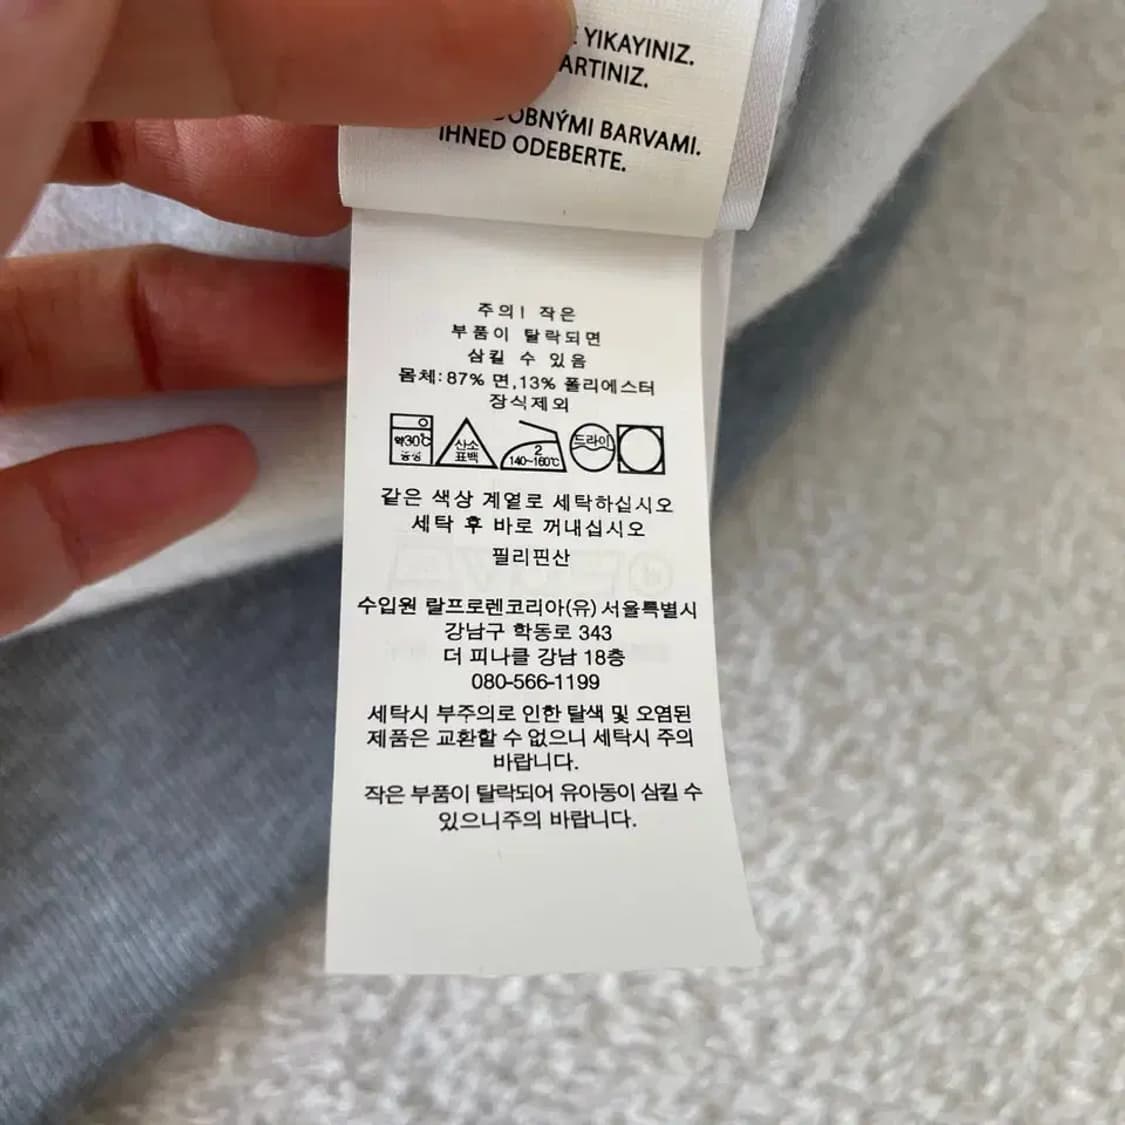 YIKAYINIZ.
ARTINIZ.
OBNÝMI BARVAMI.
IHNED ODEBERTE.
주의! 작은
부품이 탈락되면
삼킬 수 있음
몸체:87% 면,13% 폴리에스터
장식제외
약30℃
중성
산소
표백
2
140~160℃
드라이
같은 색상 계열로 세탁하십시오
세탁 후 바로 꺼내십시오
필리핀산
수입원 랄프로렌코리아(유) 서울특별시
강남구 학동로 343
더 피나클 강남 18층
080-566-1199
세탁시 부주의로 인한 탈색 및 오염된
제품은 교환할 수 없으니 세탁시 주의
바랍니다.
작은 부품이 탈락되어 유아동이 삼킬 수
있으니주의 바랍니다.